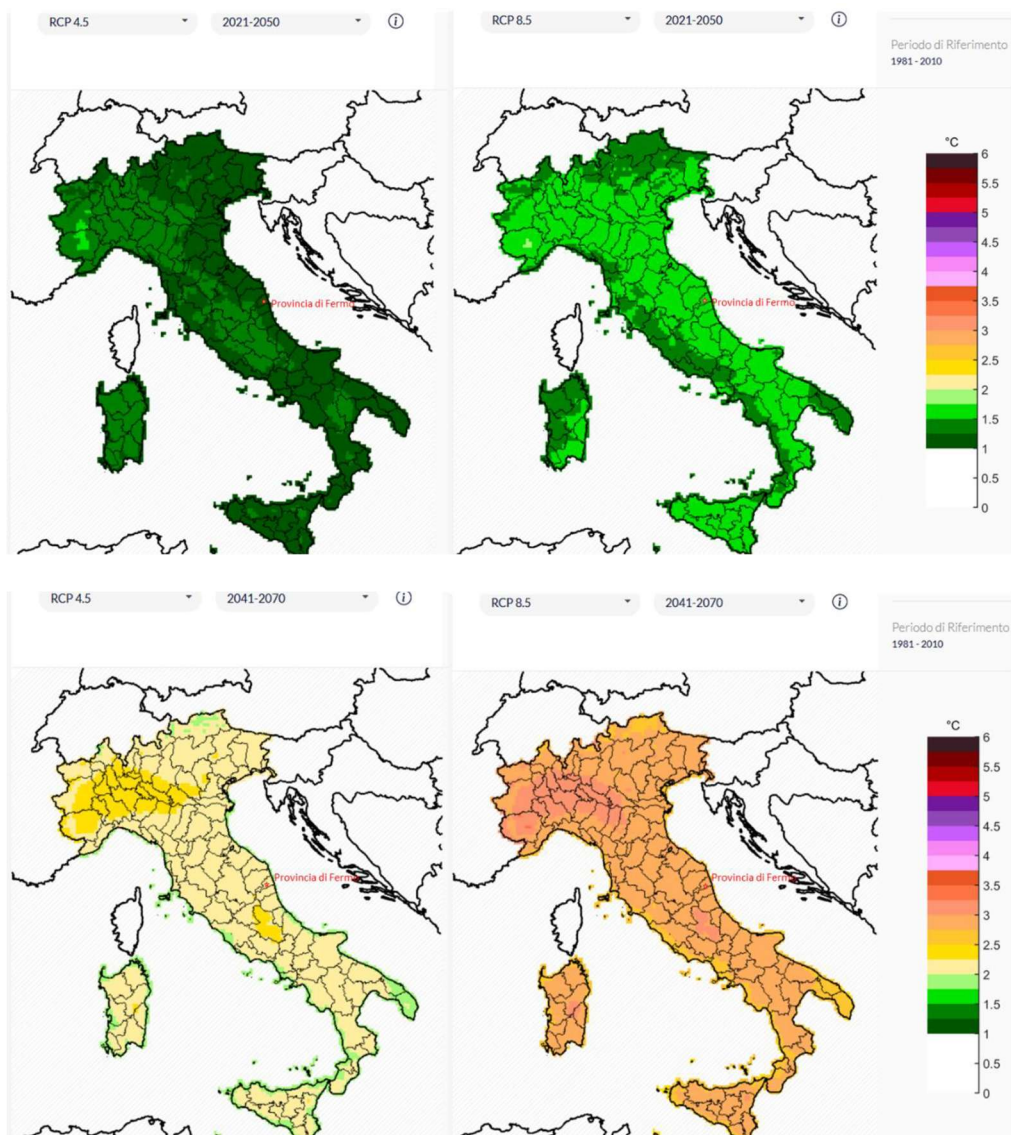 RCP 4.5 2021-2050 i RCP 8.5 2021-2050 i
Periodo di Riferimento
1981 - 2010
°C
6
5.5
5
4.5
4
3.5
3
2.5
2
1.5
1
0.5
0
Provincia di Fermo
Provincia di Fermo
RCP 4.5 2041-2070 i RCP 8.5 2041-2070 i
Periodo di Riferimento
1981 - 2010
°C
6
5.5
5
4.5
4
3.5
3
2.5
2
1.5
1
0.5
0
Provincia di Fermo
Provincia di Fermo